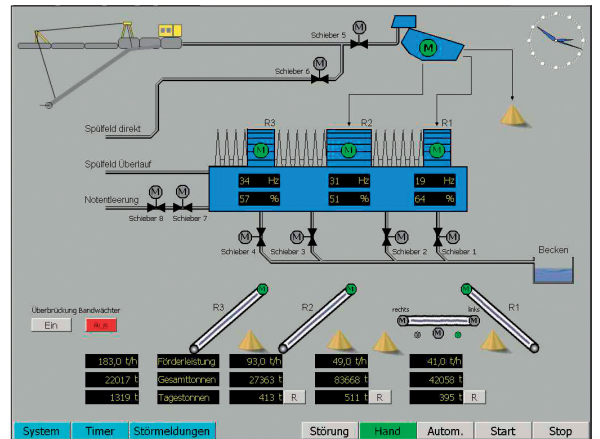 Schieber 5
M
M
Schieber 6
M
Spülfeld direkt
R3 R2 R1
M M M
Spülfeld Überlauf
34 Hz 31 Hz 19 Hz
57 % 51 % 64 %
Notentleerung
M M
Schieber 8 Schieber 7
M M M M
Schieber 4 Schieber 3 Schieber 2 Schieber 1
Becken
M M M
R3 R2 R1
rechts links
M M
M
Überbrückung Bandwächter
Ein Aus
183,0 t/h Förderleistung 93,0 t/h 49,0 t/h 41,0 t/h
22017 t Gesamttonnen 27363 t 83668 t 42058 t
1319 t Tagestonnen 413 t R 511 t R 395 t R
System Timer Störmeldungen Störung Hand Autom. Start Stop